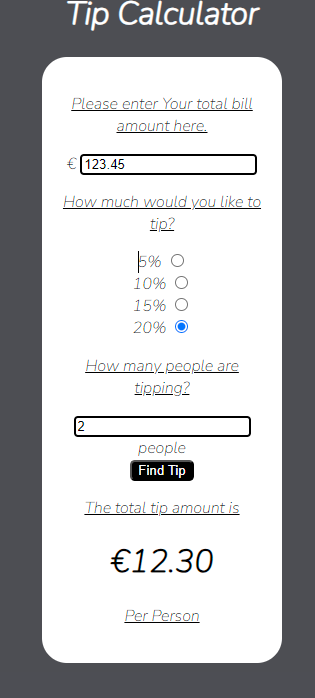 Tip Calculator
Please enter Your total bill
amount here.
€ 123.45
How much would you like to
tip?
5%
10%
15%
20%
How many people are
tipping?
2
people
Find Tip
The total tip amount is
€12.30
Per Person